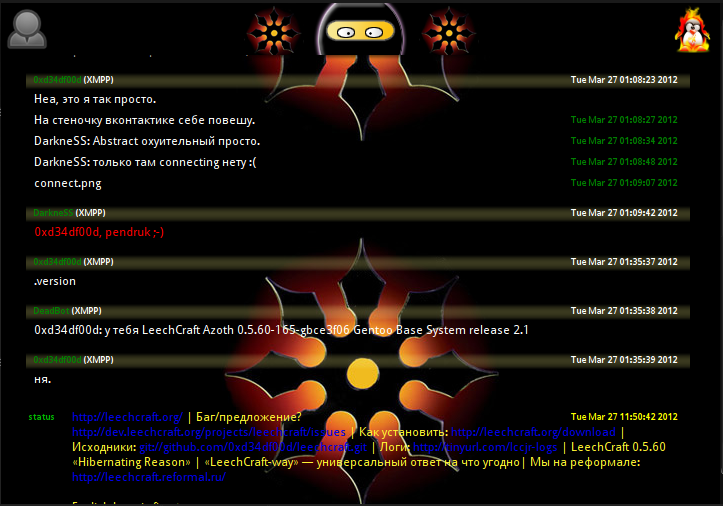 0xd34df00d (XMPP) Tue Mar 27 01:08:23 2012
Неа, это я так просто.
На стеночку вконтактике себе повешу. Tue Mar 27 01:08:27 2012
DarkneSS: Abstract охуительный просто. Tue Mar 27 01:08:34 2012
DarkneSS: только там connecting нету :( Tue Mar 27 01:08:48 2012
connect.png Tue Mar 27 01:09:07 2012
DarkneSS (XMPP) Tue Mar 27 01:09:42 2012
0xd34df00d, pendruk ;-)
0xd34df00d (XMPP) Tue Mar 27 01:35:37 2012
.version
DeadBot (XMPP) Tue Mar 27 01:35:38 2012
0xd34df00d: у тебя LeechCraft Azoth 0.5.60-165-gbce3f06 Gentoo Base System release 2.1
0xd34df00d (XMPP) Tue Mar 27 01:35:39 2012
ня.
status http://leechcraft.org/ | Баг/предложение? Tue Mar 27 11:50:42 2012
http://dev.leechcraft.org/projects/leechcraft/issues | Как установить: http://leechcraft.org/download |
Исходники: git://github.com/0xd34df00d/leechcraft.git | Логи: http://tinyurl.com/lccjr-logs | LeechCraft 0.5.60
«Hibernating Reason» | «LeechCraft-way» — универсальный ответ на что угодно| Мы на реформале:
http://leechcraft.reformal.ru/